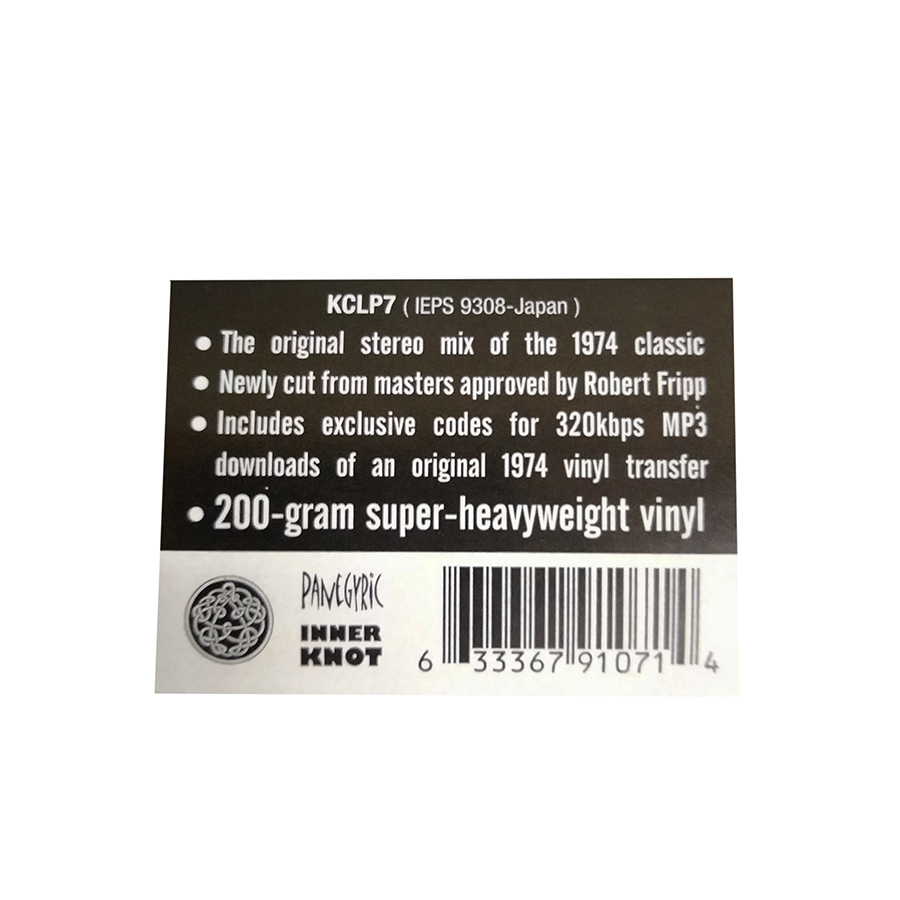 KCLP7 ( IEPS 9308-Japan )
● The original stereo mix of the 1974 classic
● Newly cut from masters approved by Robert Fripp
● Includes exclusive codes for 320kbps MP3
downloads of an original 1974 vinyl transfer
● 200-gram super-heavyweight vinyl
PANEGYRIC
INNER
KNOT
6 33367 91071 4